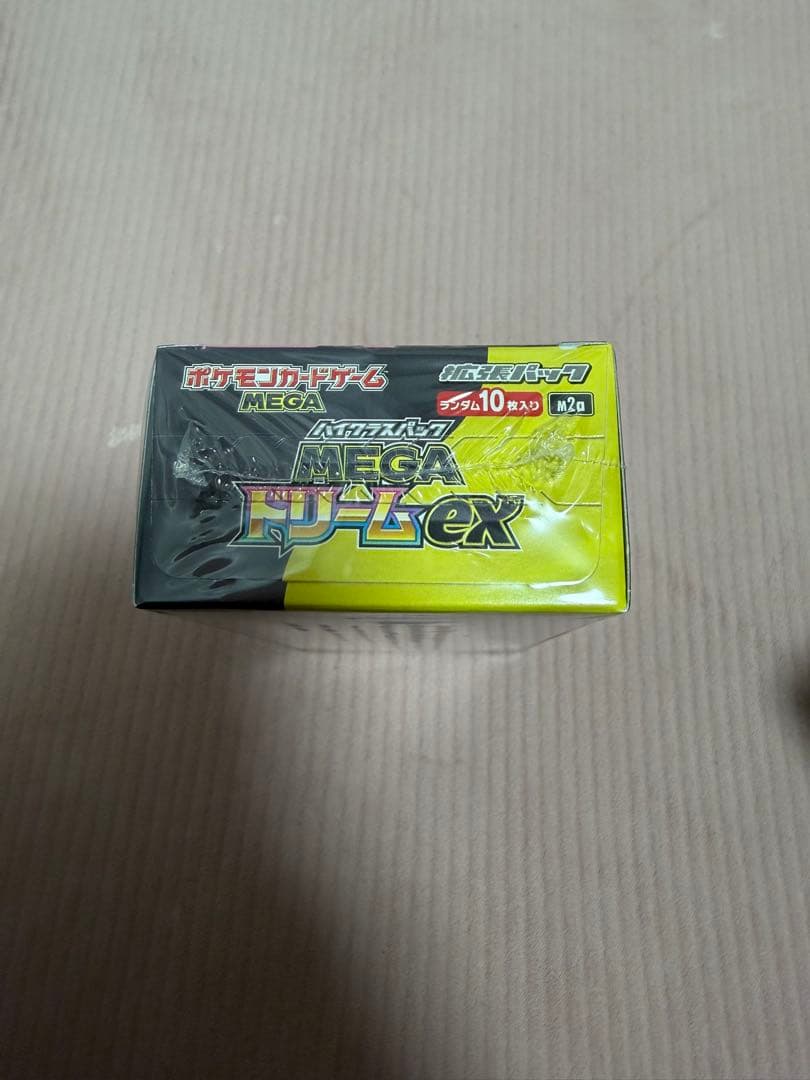 ポケモンカードゲーム
MEGA
拡張パック
ランダム10枚入り
M2a
ハイクラスパック
MEGA
ドリームex